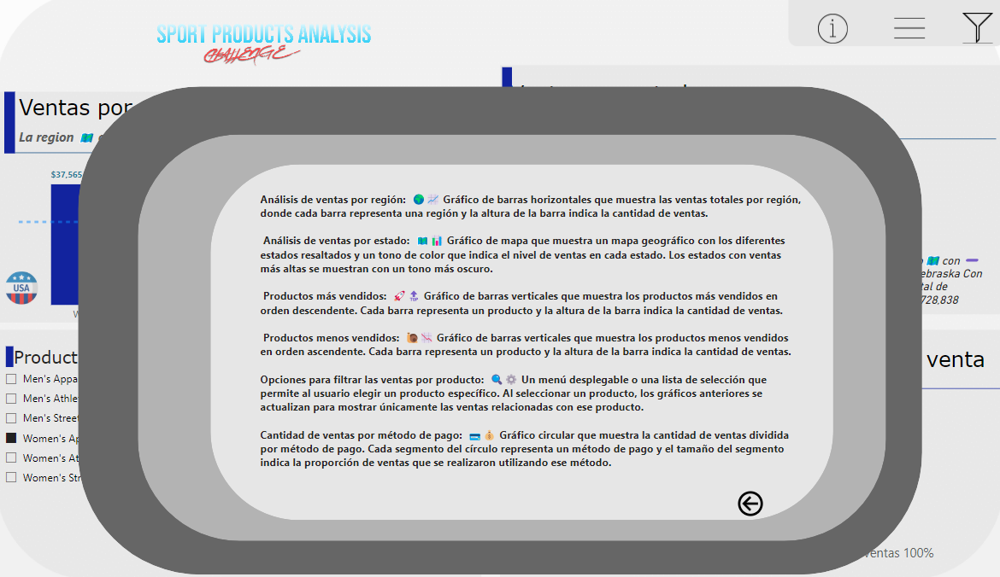 SPORT PRODUCTS ANALYSIS
CHALLENGE
Ventas por
La region
$37,565
USA
Análisis de ventas por región: 🌍 📈 Gráfico de barras horizontales que muestra las ventas totales por región,
donde cada barra representa una región y la altura de la barra indica la cantidad de ventas.
Análisis de ventas por estado: 🗺️ 📊 Gráfico de mapa que muestra un mapa geográfico con los diferentes
estados resaltados y un tono de color que indica el nivel de ventas en cada estado. Los estados con ventas
más altas se muestran con un tono más oscuro.
Productos más vendidos: 🚀 🔝 Gráfico de barras verticales que muestra los productos más vendidos en
orden descendente. Cada barra representa un producto y la altura de la barra indica la cantidad de ventas.
Productos menos vendidos: 🐌 📉 Gráfico de barras verticales que muestra los productos menos vendidos
en orden ascendente. Cada barra representa un producto y la altura de la barra indica la cantidad de ventas.
Opciones para filtrar las ventas por producto: 🔍 ⚙️ Un menú desplegable o una lista de selección que
permite al usuario elegir un producto específico. Al seleccionar un producto, los gráficos anteriores se
actualizan para mostrar únicamente las ventas relacionadas con ese producto.
Cantidad de ventas por método de pago: 💳 💰 Gráfico circular que muestra la cantidad de ventas dividida
por método de pago. Cada segmento del círculo representa un método de pago y el tamaño del segmento
indica la proporción de ventas que se realizaron utilizando ese método.
con
ebraska Con
tal de
728,838
Product
Men's Appa
Men's Athle
Men's Street
Women's Ap
Women's At
Women's Str
venta
ventas 100%